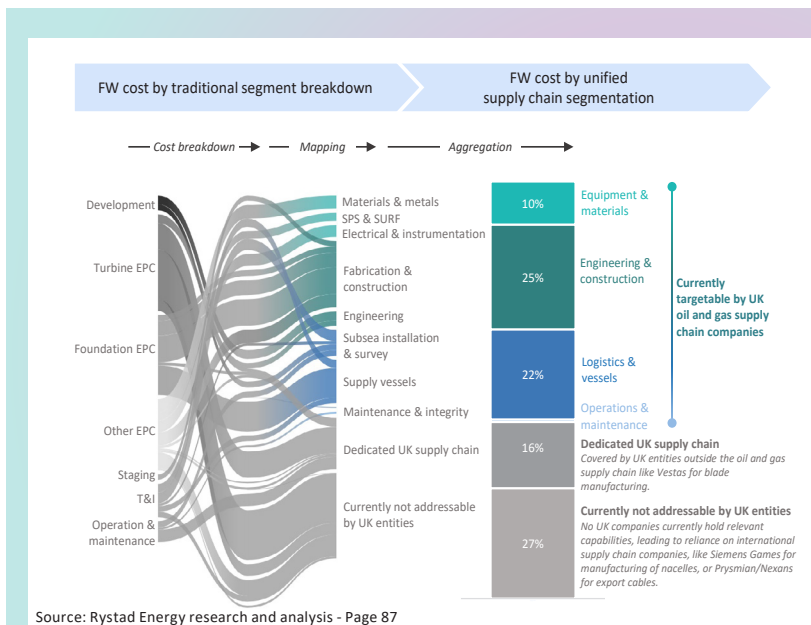 FW cost by traditional segment breakdown
FW cost by unified
supply chain segmentation
Cost breakdown
Mapping
Aggregation
Development
Turbine EPC
Foundation EPC
Other EPC
Staging
T&I
Operation &
maintenance
Materials & metals
SPS & SURF
Electrical & instrumentation
Fabrication &
construction
Engineering
Subsea installation
& survey
Supply vessels
Maintenance & integrity
Dedicated UK supply chain
Currently not addressable
by UK entities
10%
25%
22%
16%
27%
Equipment &
materials
Engineering &
construction
Logistics &
vessels
Operations &
maintenance
Currently
targetable by UK
oil and gas supply
chain companies
Dedicated UK supply chain
Covered by UK entities outside the oil and gas
supply chain like Vestas for blade
manufacturing.
Currently not addressable by UK entities
No UK companies currently hold relevant
capabilities, leading to reliance on international
supply chain companies, like Siemens Games for
manufacturing of nacelles, or Prysmian/Nexans
for export cables.
Source: Rystad Energy research and analysis - Page 87